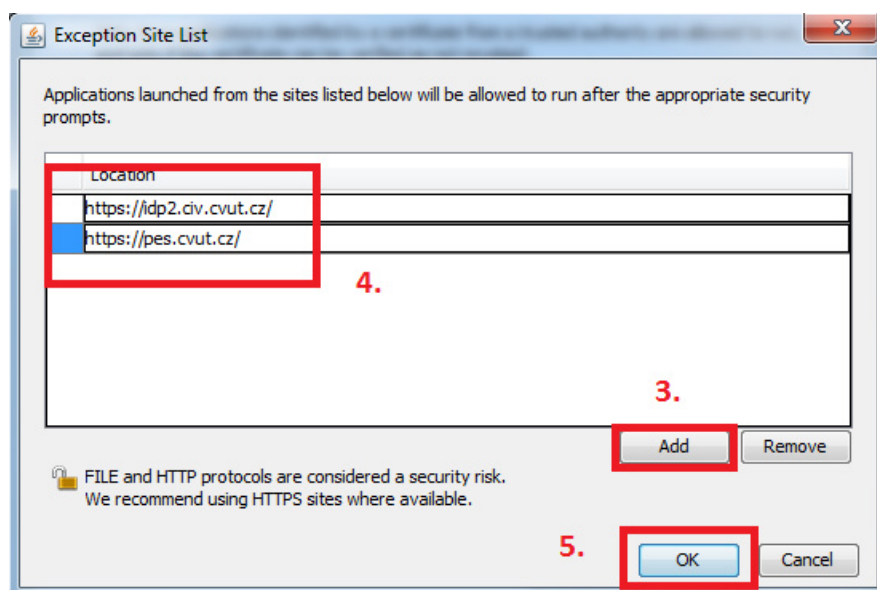 Exception Site List
Applications launched from the sites listed below will be allowed to run after the appropriate security
prompts.
Location
https://idp2.civ.cvut.cz/
https://pes.cvut.cz/
4.
3.
Add
Remove
FILE and HTTP protocols are considered a security risk.
We recommend using HTTPS sites where available.
5.
OK
Cancel